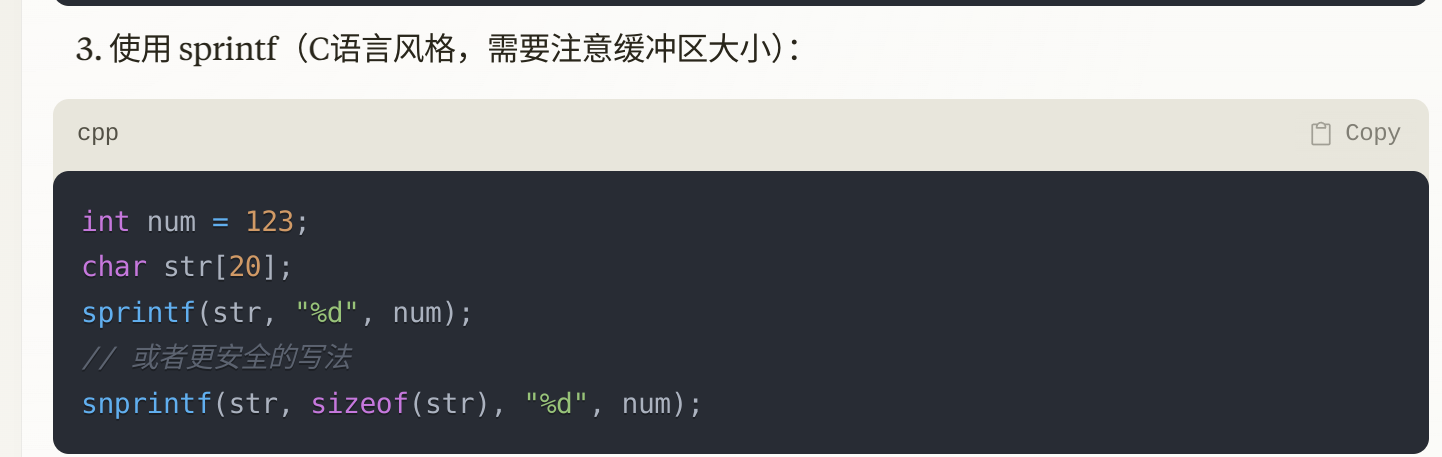 3. 使用 sprintf（C语言风格，需要注意缓冲区大小）：
cpp
Copy
int num = 123;
char str[20];
sprintf(str, "%d", num);
// 或者更安全的写法
snprintf(str, sizeof(str), "%d", num);